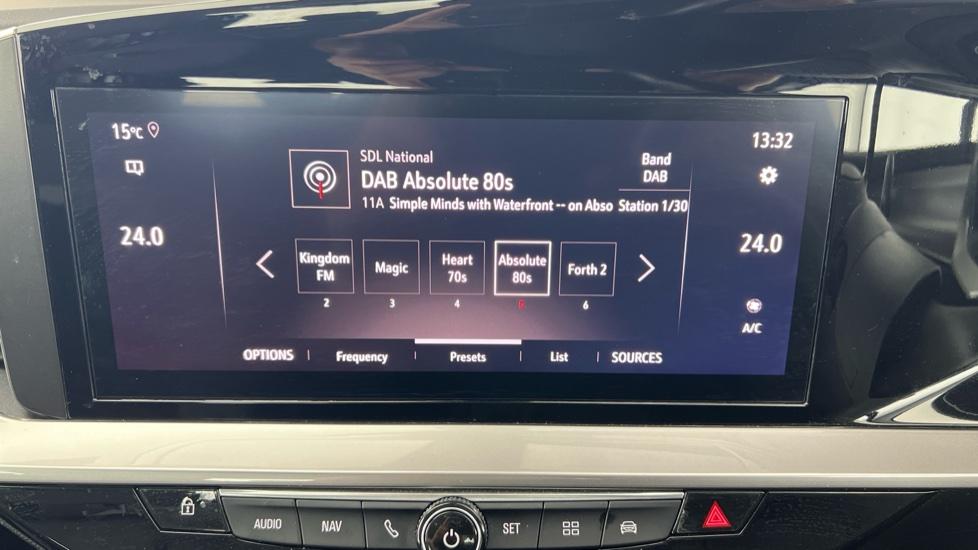 15°C
13:32
SDL National
DAB Absolute 80s
Band
DAB
11A Simple Minds with Waterfront -- on Abso
Station 1/30
24.0
24.0
Kingdom FM
Magic
Heart 70s
Absolute 80s
Forth 2
2
3
4
5
6
A/C
OPTIONS
Frequency
Presets
List
SOURCES
AUDIO
NAV
SET